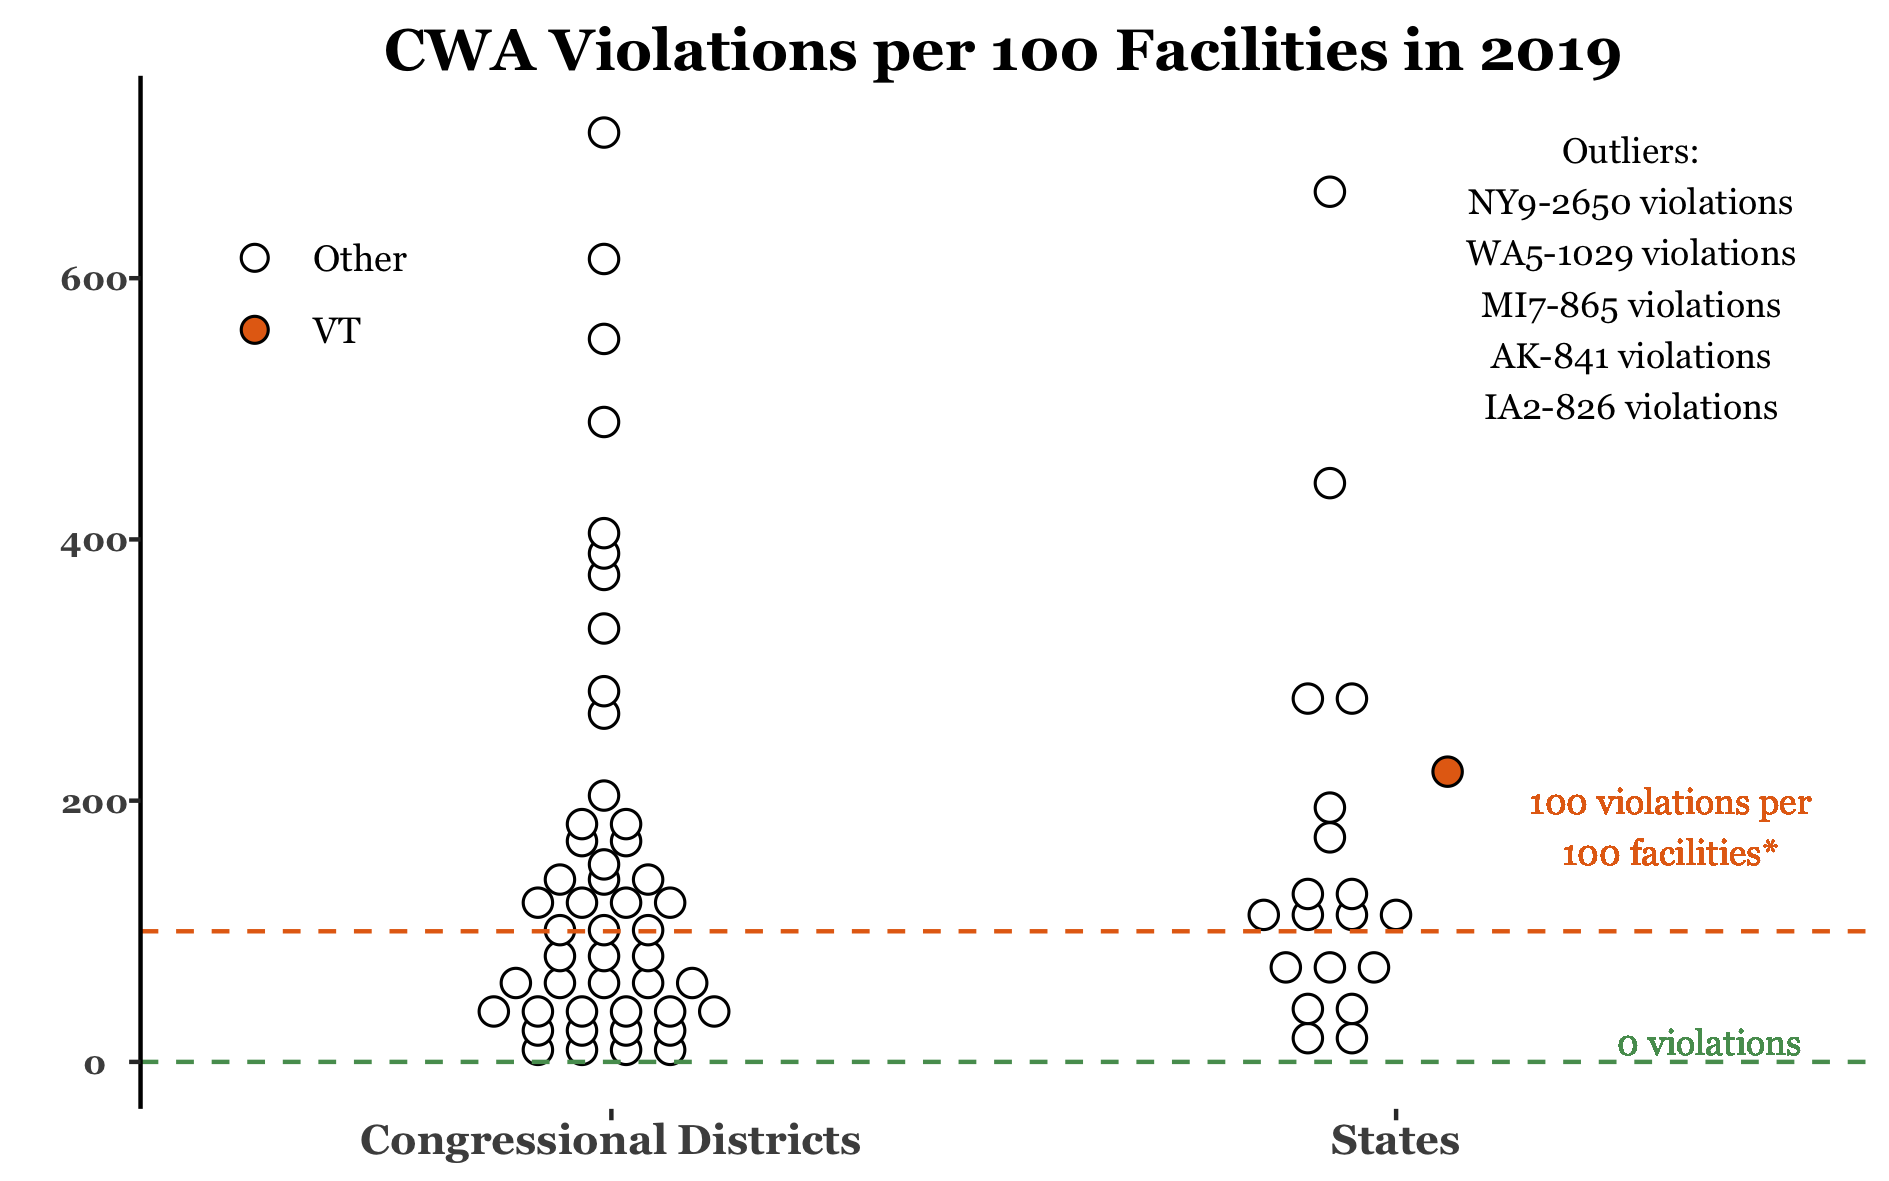 CWA Violations per 100 Facilities in 2019
Outliers:
NY9-2650 violations
WA5-1029 violations
MI7-865 violations
AK-841 violations
IA2-826 violations
Other
VT
600
400
200
0
100 violations per
100 facilities*
0 violations
Congressional Districts
States